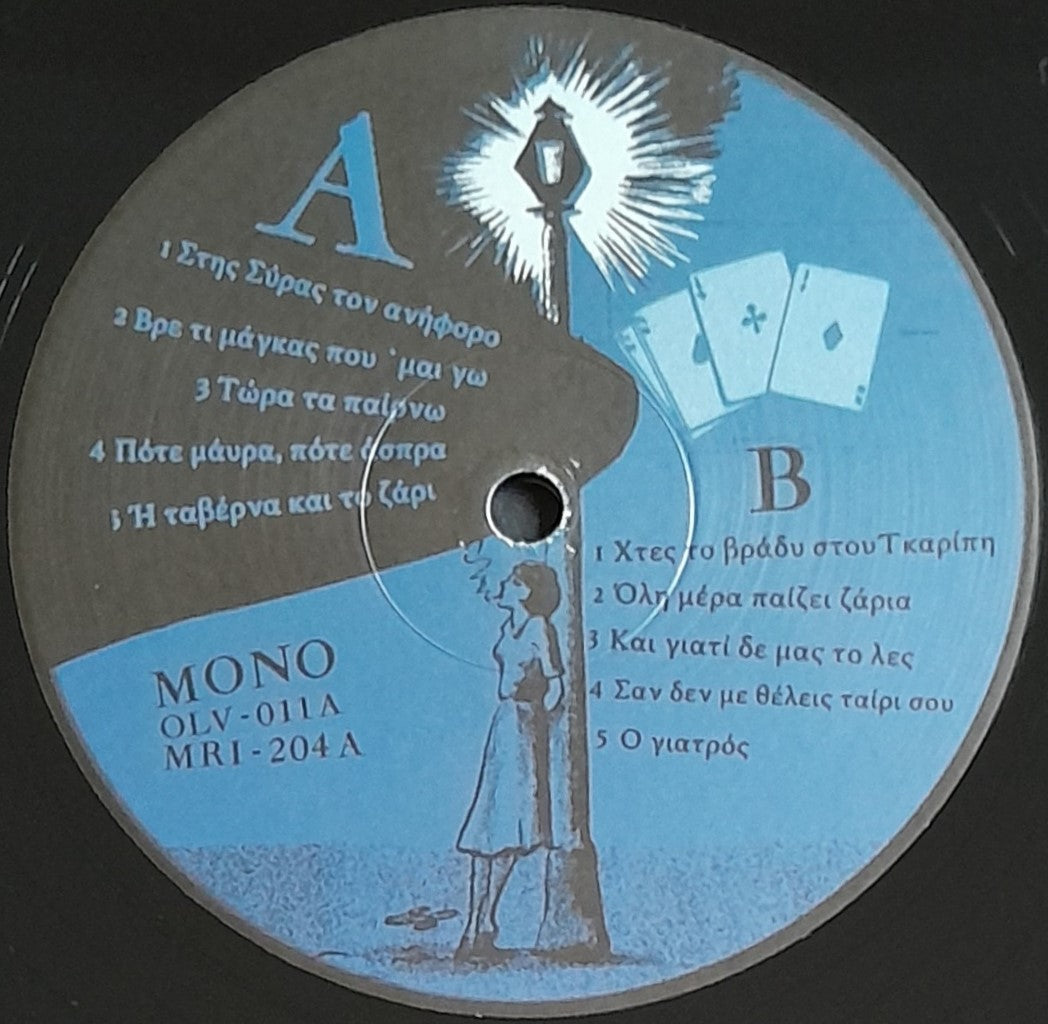 A
1 Στης Σύρας τον ανήφορο
2 Βρε τι μάγκας που 'μαι γω
3 Τώρα τα παίρνω
4 Πότε μάυρα, πότε άσπρα
5 Ή ταβέρνα και το ζάρι
MONO
OLV-011A
MRI-204A
B
1 Χτες το βράδυ στου Τκαρίπη
2 Όλη μέρα παίζει ζάρια
3 Και γιατί δε μας το λες
4 Σαν δεν με θέλεις ταίρι σου
5 Ο γιατρός